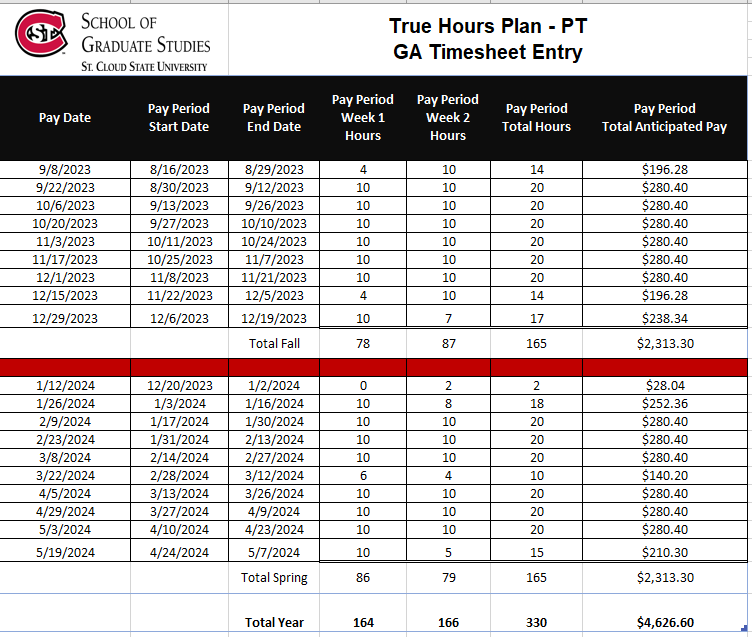 SCHOOL OF
GRADUATE STUDIES
ST. CLOUD STATE UNIVERSITY
True Hours Plan - PT
GA Timesheet Entry
Pay Date | Pay Period Start Date | Pay Period End Date | Pay Period Week 1 Hours | Pay Period Week 2 Hours | Pay Period Total Hours | Pay Period Total Anticipated Pay
9/8/2023 8/16/2023 8/29/2023 4 10 14 $196.28
9/22/2023 8/30/2023 9/12/2023 10 10 20 $280.40
10/6/2023 9/13/2023 9/26/2023 10 10 20 $280.40
10/20/2023 9/27/2023 10/10/2023 10 10 20 $280.40
11/3/2023 10/11/2023 10/24/2023 10 10 20 $280.40
11/17/2023 10/25/2023 11/7/2023 10 10 20 $280.40
12/1/2023 11/8/2023 11/21/2023 10 10 20 $280.40
12/15/2023 11/22/2023 12/5/2023 4 10 14 $196.28
12/29/2023 12/6/2023 12/19/2023 10 7 17 $238.34
Total Fall 78 87 165 $2,313.30
1/12/2024 12/20/2023 1/2/2024 0 2 2 $28.04
1/26/2024 1/3/2024 1/16/2024 10 8 18 $252.36
2/9/2024 1/17/2024 1/30/2024 10 10 20 $280.40
2/23/2024 1/31/2024 2/13/2024 10 10 20 $280.40
3/8/2024 2/14/2024 2/27/2024 10 10 20 $280.40
3/22/2024 2/28/2024 3/12/2024 6 4 10 $140.20
4/5/2024 3/13/2024 3/26/2024 10 10 20 $280.40
4/29/2024 3/27/2024 4/9/2024 10 10 20 $280.40
5/3/2024 4/10/2024 4/23/2024 10 10 20 $280.40
5/19/2024 4/24/2024 5/7/2024 10 5 15 $210.30
Total Spring 86 79 165 $2,313.30
Total Year 164 166 330 $4,626.60